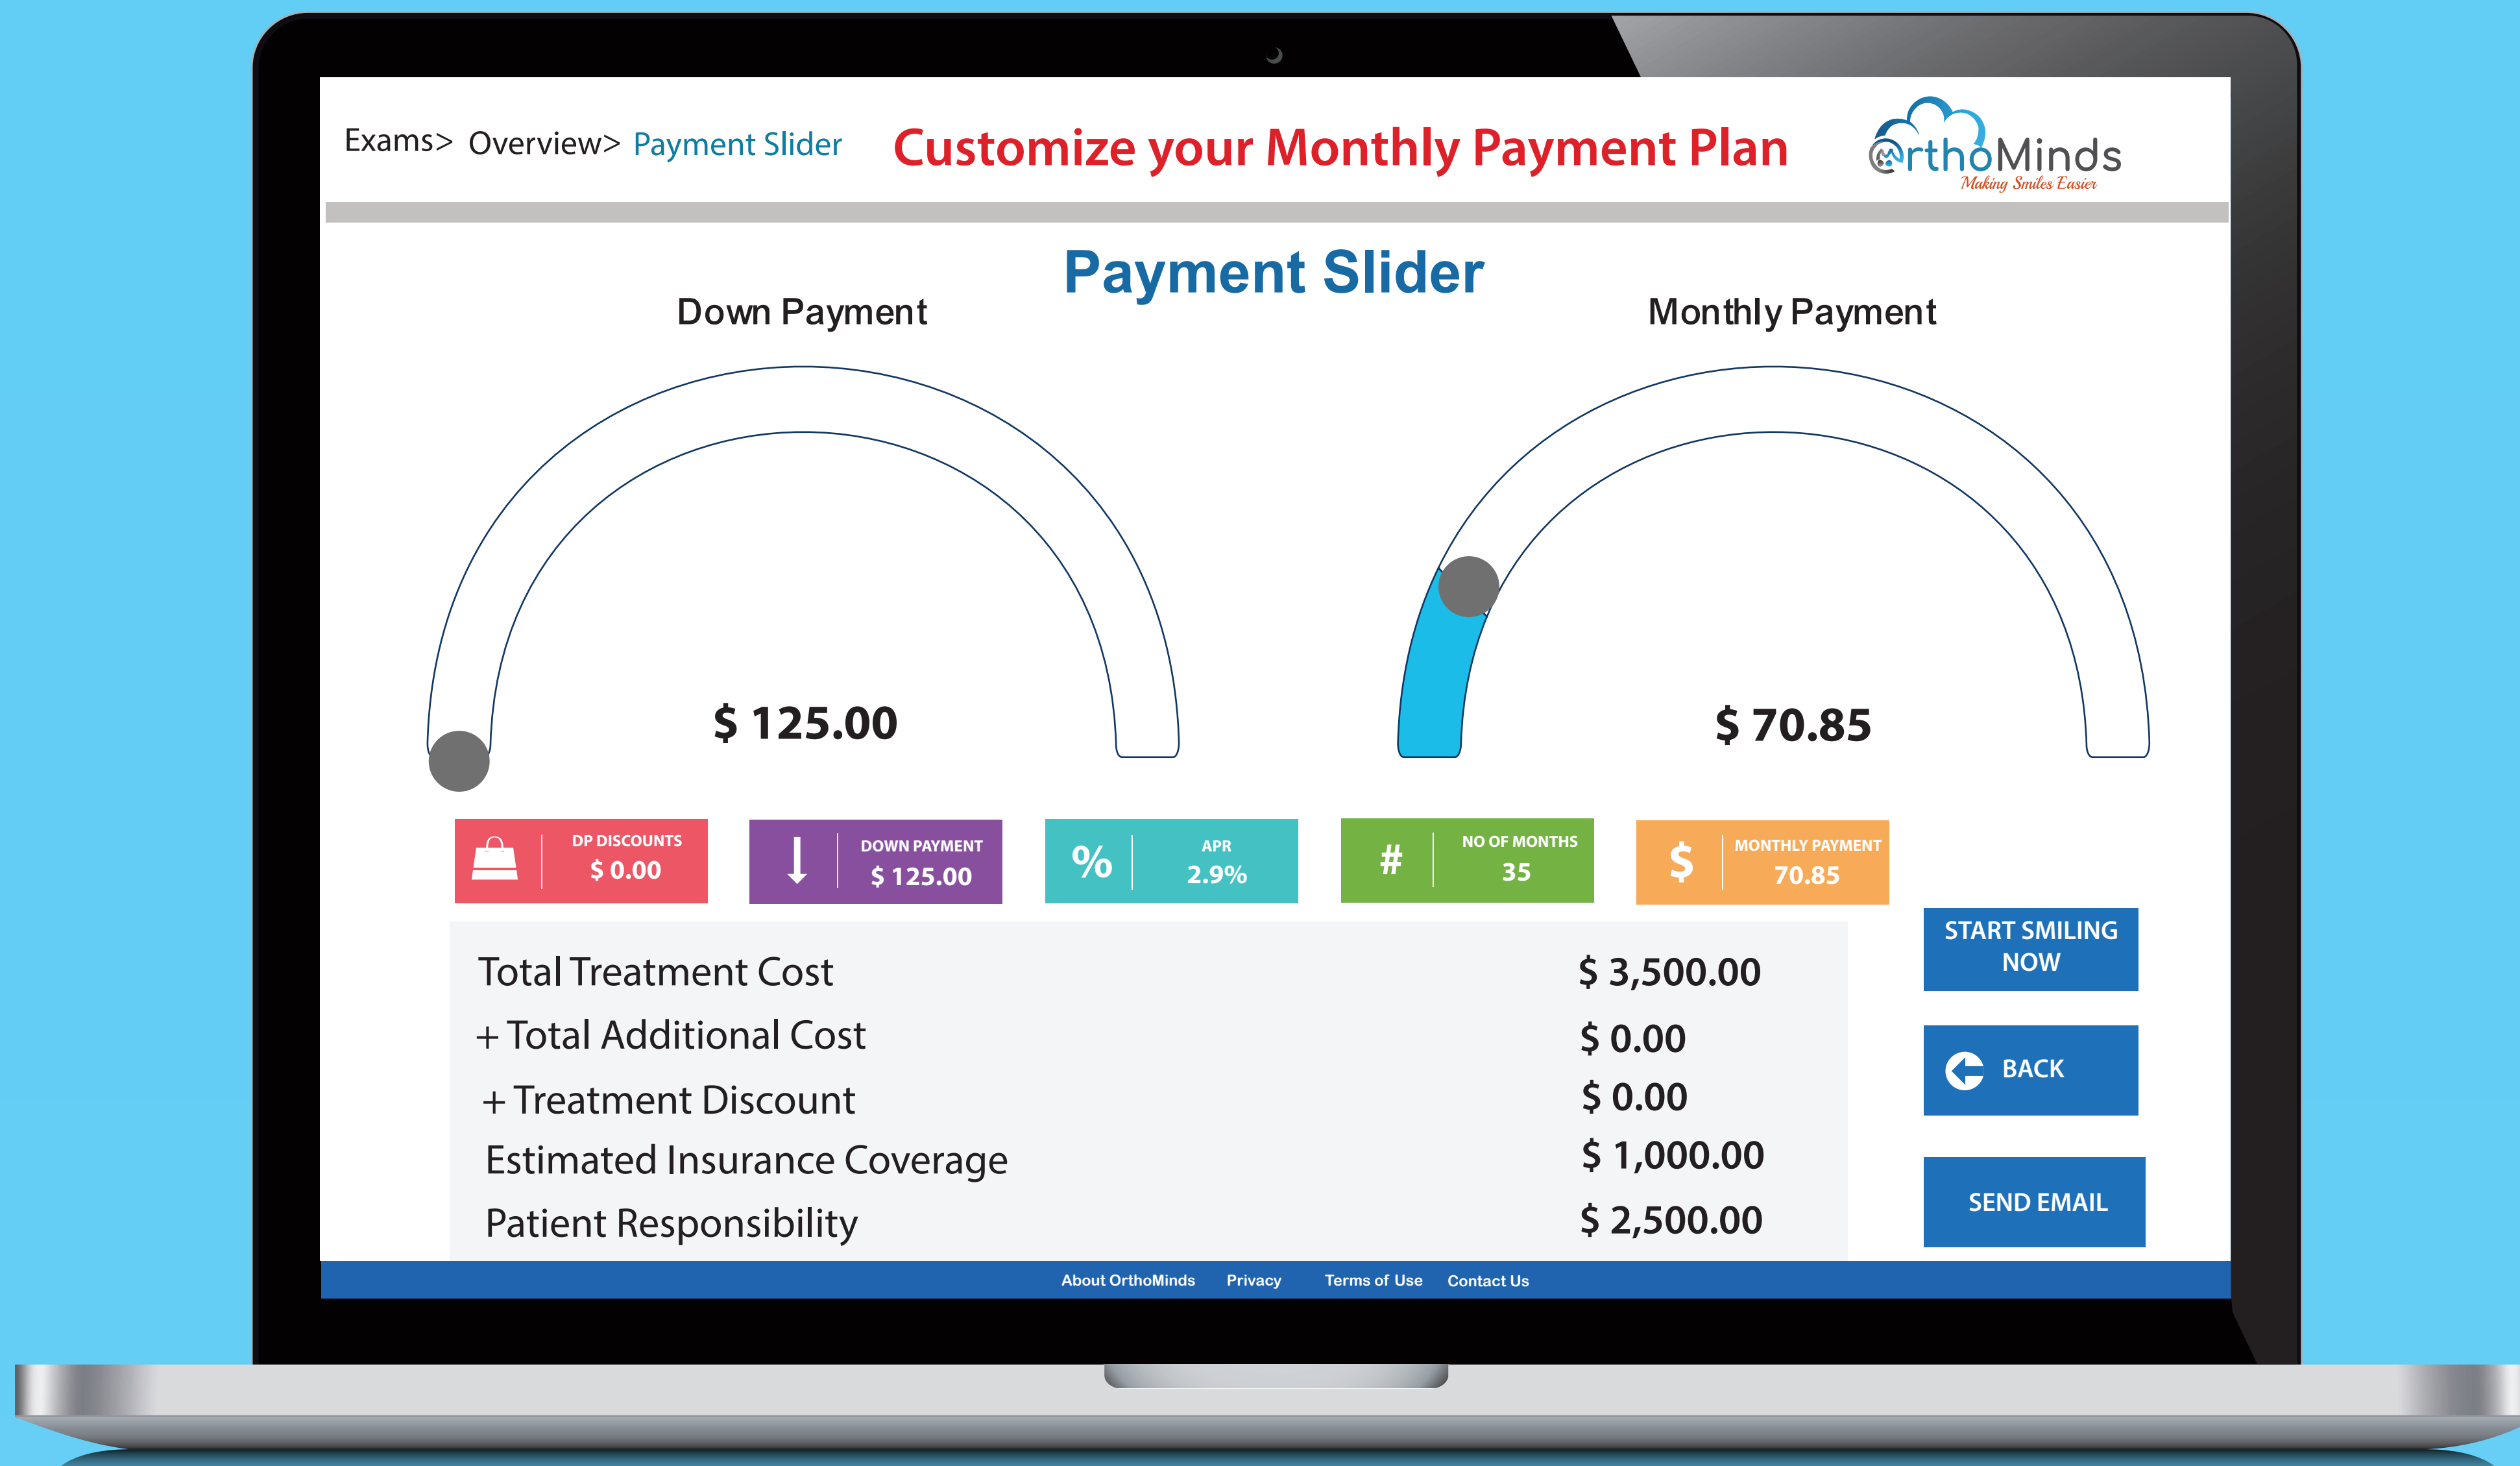 Exams> Overview> Payment Slider
Customize your Monthly Payment Plan
OrthoMinds
Making Smiles Easier
Payment Slider
Down Payment
Monthly Payment
$ 125.00
$ 70.85
DP DISCOUNTS
$ 0.00
DOWN PAYMENT
$ 125.00
%
APR
2.9%
#
NO OF MONTHS
35
$
MONTHLY PAYMENT
70.85
Total Treatment Cost $ 3,500.00
+ Total Additional Cost $ 0.00
+ Treatment Discount $ 0.00
Estimated Insurance Coverage $ 1,000.00
Patient Responsibility $ 2,500.00
START SMILING
NOW
BACK
SEND EMAIL
About OrthoMinds Privacy Terms of Use Contact Us